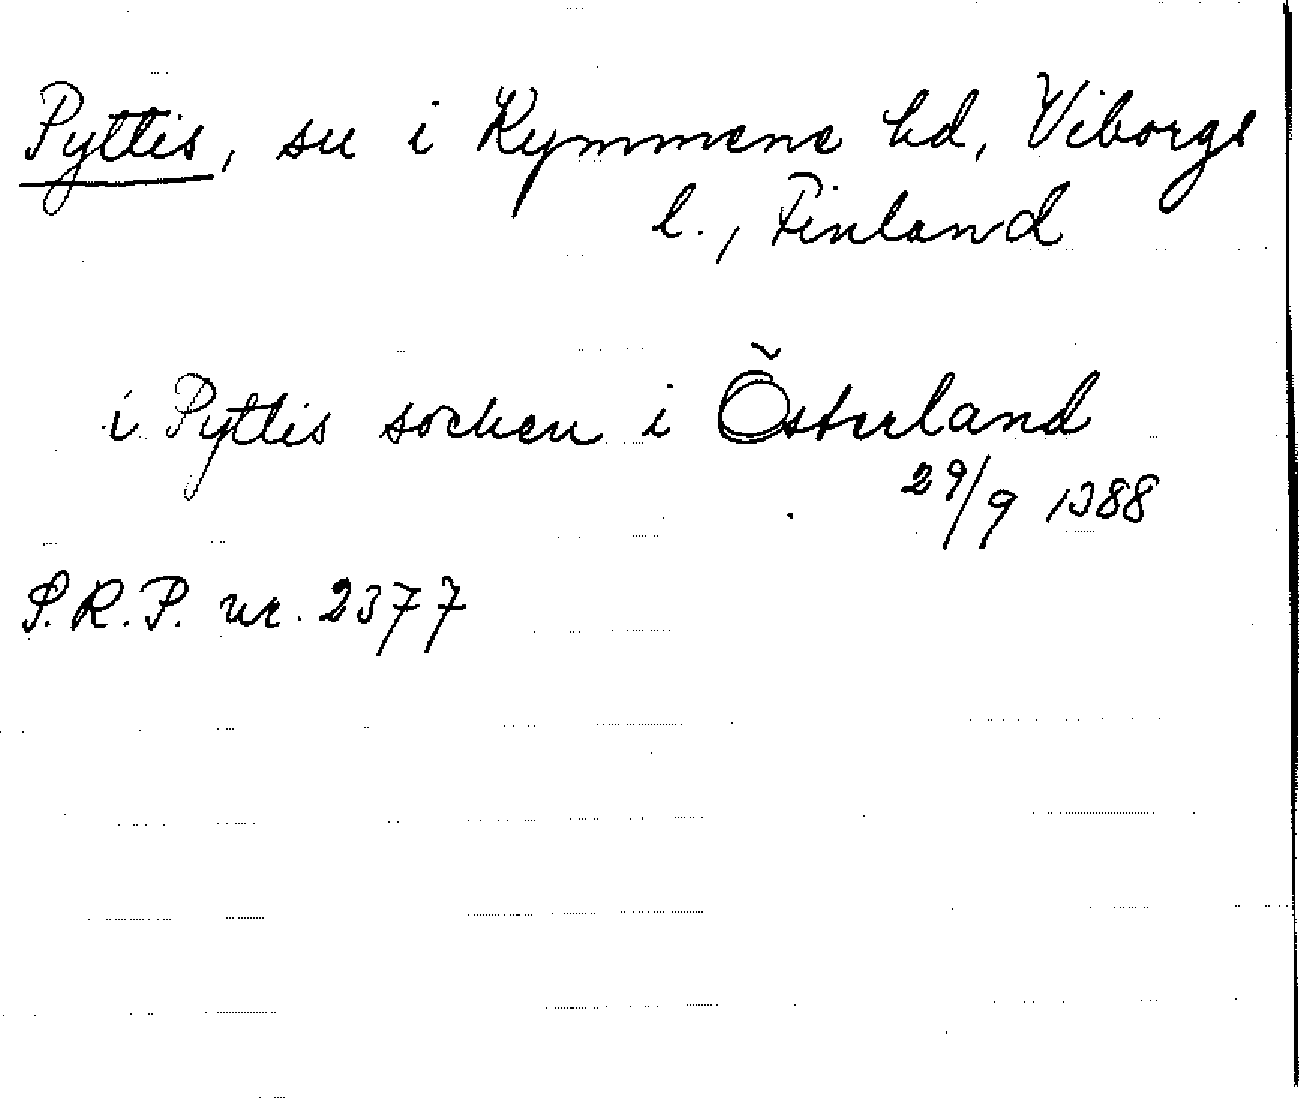 Pyttis, sn i Kymmene hd, Viborgs
l., Finland
i Pyttis socken i Österland
29/9 1388
S.R.P. nr. 2377